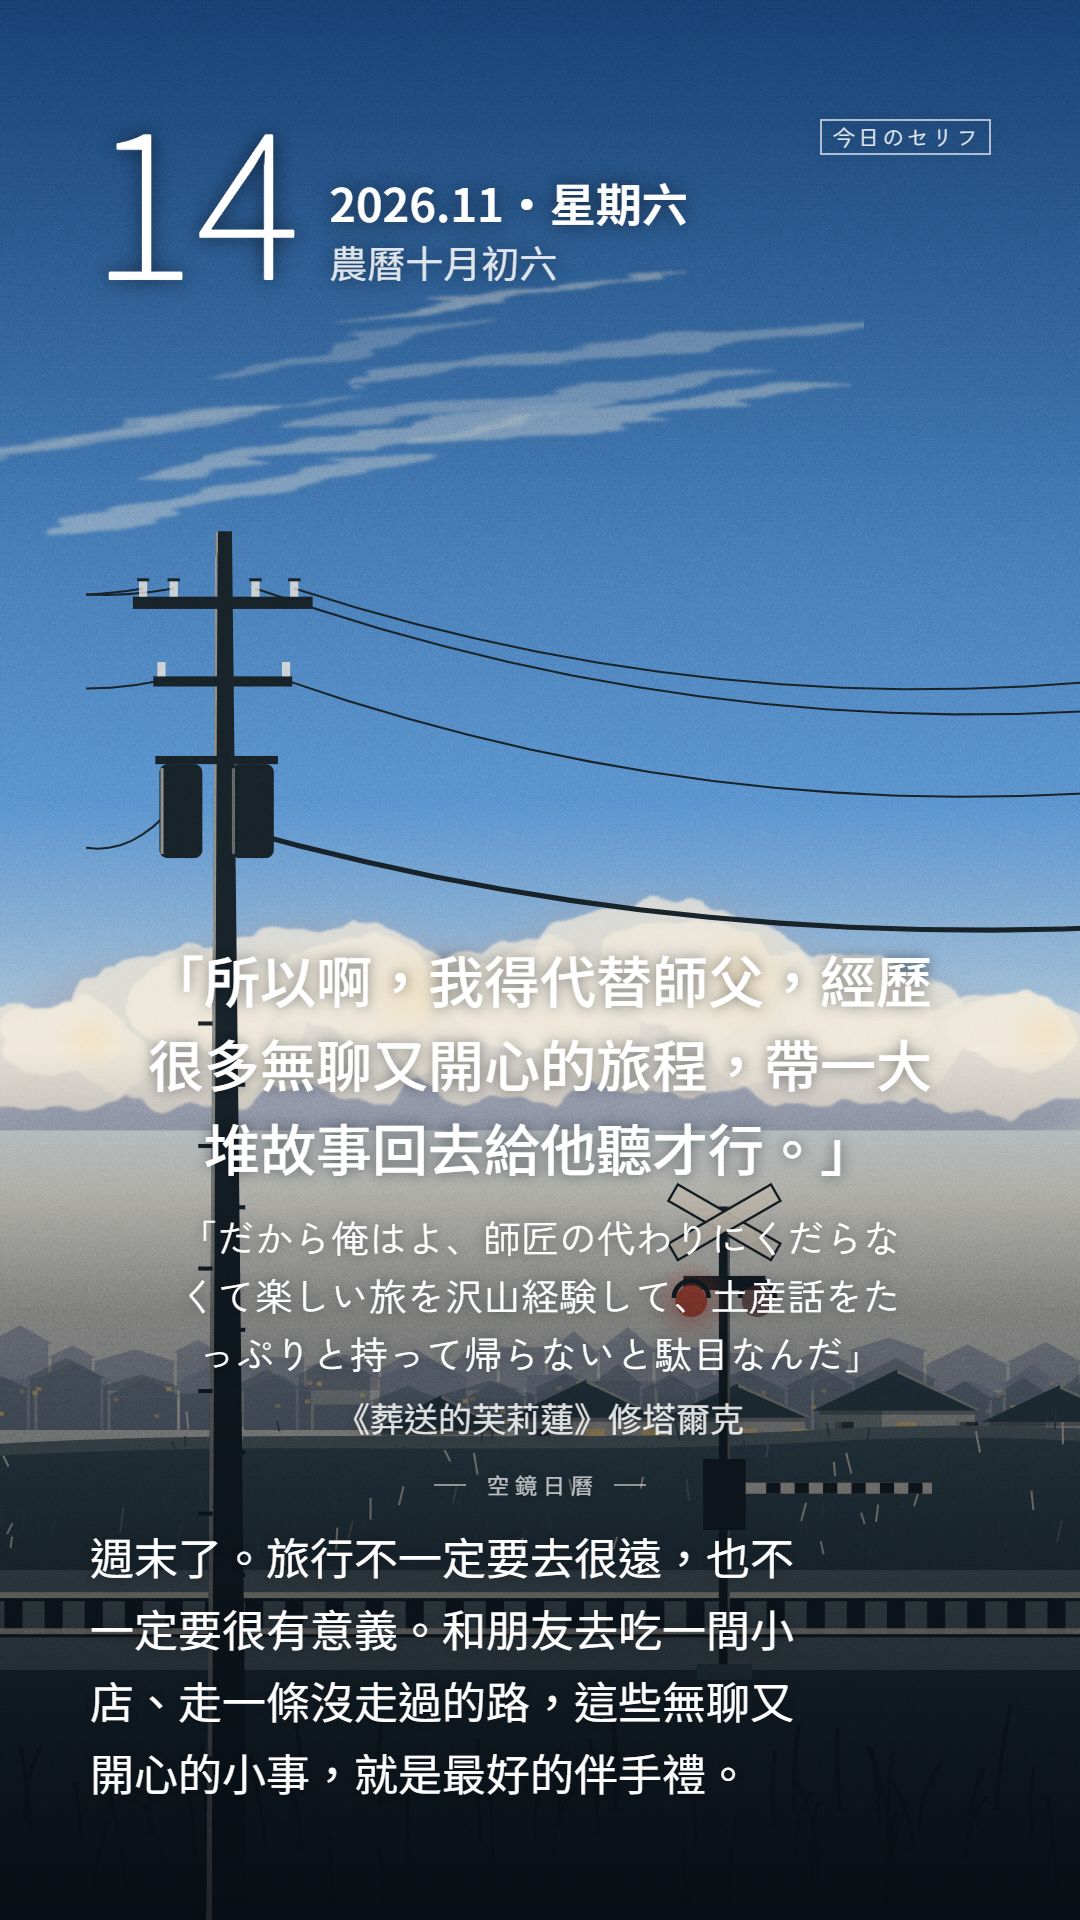 14
今日のセリフ
2026.11・星期六
農曆十月初六
「所以啊，我得代替師父，經歷
很多無聊又開心的旅程，帶一大
堆故事回去給他聽才行。」
「だから俺はよ、師匠の代わりにくだらな
くて楽しい旅を沢山経験して、土産話をた
っぷりと持って帰らないと駄目なんだ」
《葬送的芙莉蓮》修塔爾克
空鏡日曆
週末了。旅行不一定要去很遠，也不
一定要很有意義。和朋友去吃一間小
店、走一條沒走過的路，這些無聊又
開心的小事，就是最好的伴手禮。